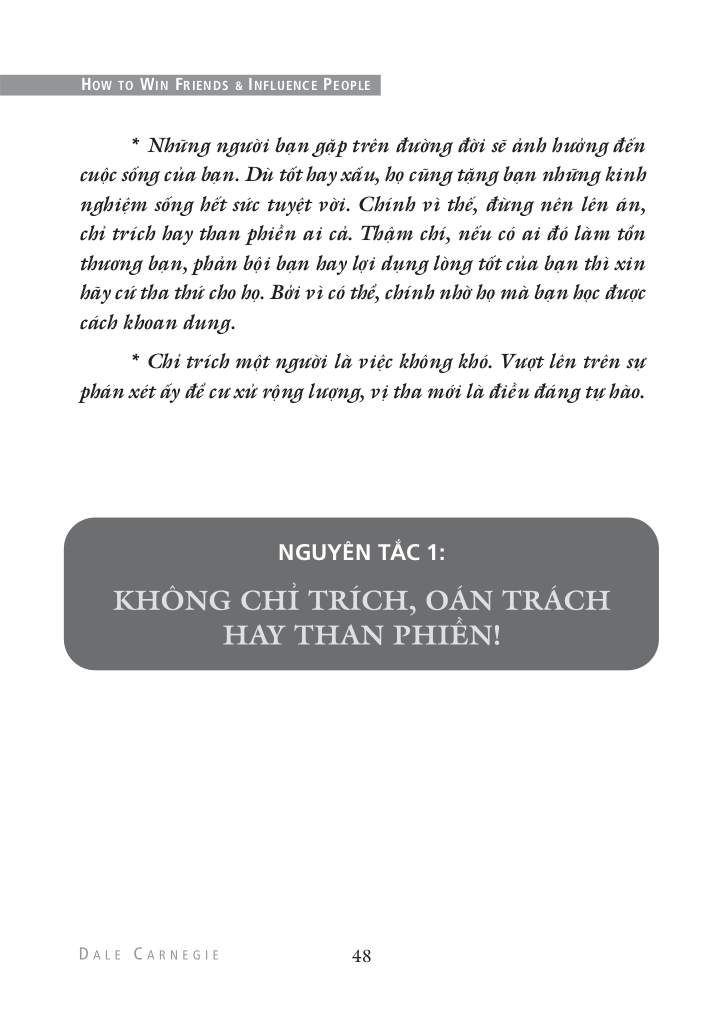 HOW TO WIN FRIENDS & INFLUENCE PEOPLE
* Những người bạn gặp trên đường đời sẽ ảnh hưởng đến
cuộc sống của bạn. Dù tốt hay xấu, họ cũng tặng bạn những kinh
nghiệm sống hết sức tuyệt vời. Chính vì thế, đừng nên lên án,
chỉ trích hay than phiền ai cả. Thậm chí, nếu có ai đó làm tổn
thương bạn, phản bội bạn hay lợi dụng lòng tốt của bạn thì xin
hãy cứ tha thứ cho họ. Bởi vì có thể, chính nhờ họ mà bạn học được
cách khoan dung.
* Chỉ trích một người là việc không khó. Vượt lên trên sự
phán xét ấy để cư xử rộng lượng, vị tha mới là điều đáng tự hào.
NGUYÊN TẮC 1:
KHÔNG CHỈ TRÍCH, OÁN TRÁCH
HAY THAN PHIỀN!
DALE CARNEGIE 48